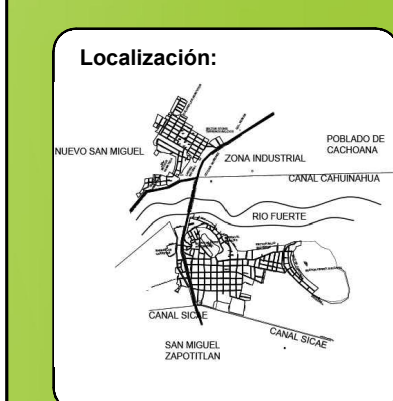 Localización:
POBLADO DE
CACHOANA
NUEVO SAN MIGUEL
ZONA INDUSTRIAL
CANAL CAHUINAHUA
RIO FUERTE
CANAL SICAE
CANAL SICAE
SAN MIGUEL
ZAPOTITLAN